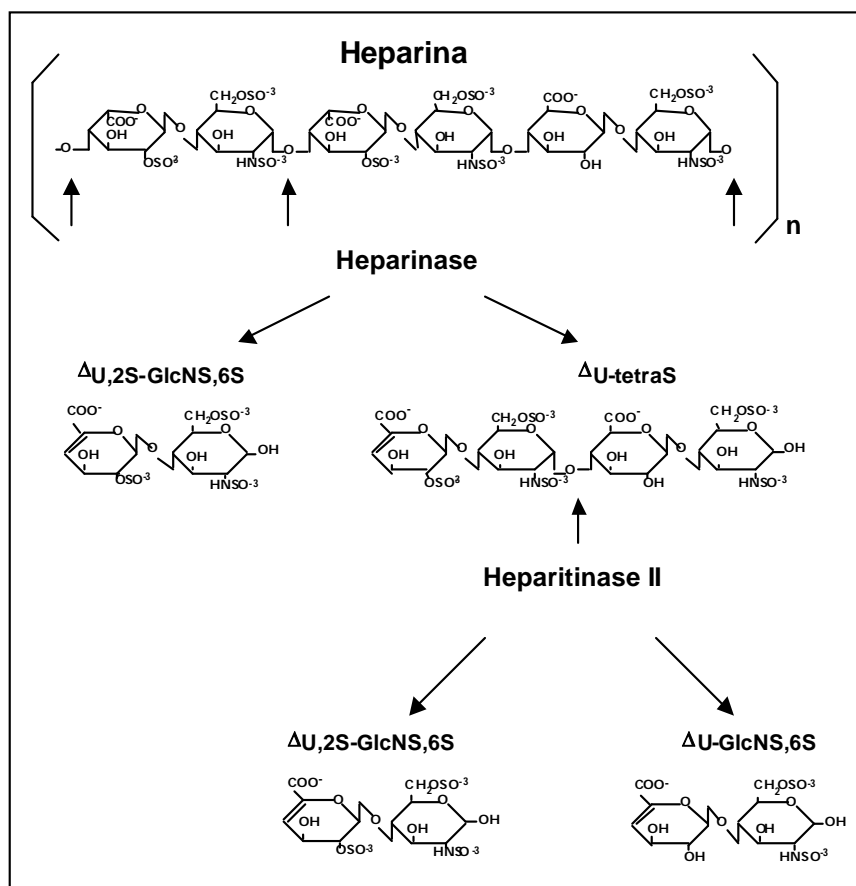 Heparina
CH2OSO-3 CH2OSO-3 COO- CH2OSO-3
COO- O O COO- O O O O
O OH O OH O OH O OH O OH O OH O
OSO-3 HNSO-3 OSO-3 HNSO-3 OH HNSO-3
n
Heparinase
ΔU,2S-GlcNS,6S ΔU-tetraS
COO- CH2OSO-3 COO- CH2OSO-3 COO- CH2OSO-3
O O O O O O
OH O OH OH OH O OH O OH O OH OH
OSO-3 HNSO-3 OSO-3 HNSO-3 OH HNSO-3
Heparitinase II
ΔU,2S-GlcNS,6S ΔU-GlcNS,6S
COO- CH2OSO-3 COO- CH2OSO-3
O O O O
OH O OH OH OH O OH OH
OSO-3 HNSO-3 OH HNSO-3